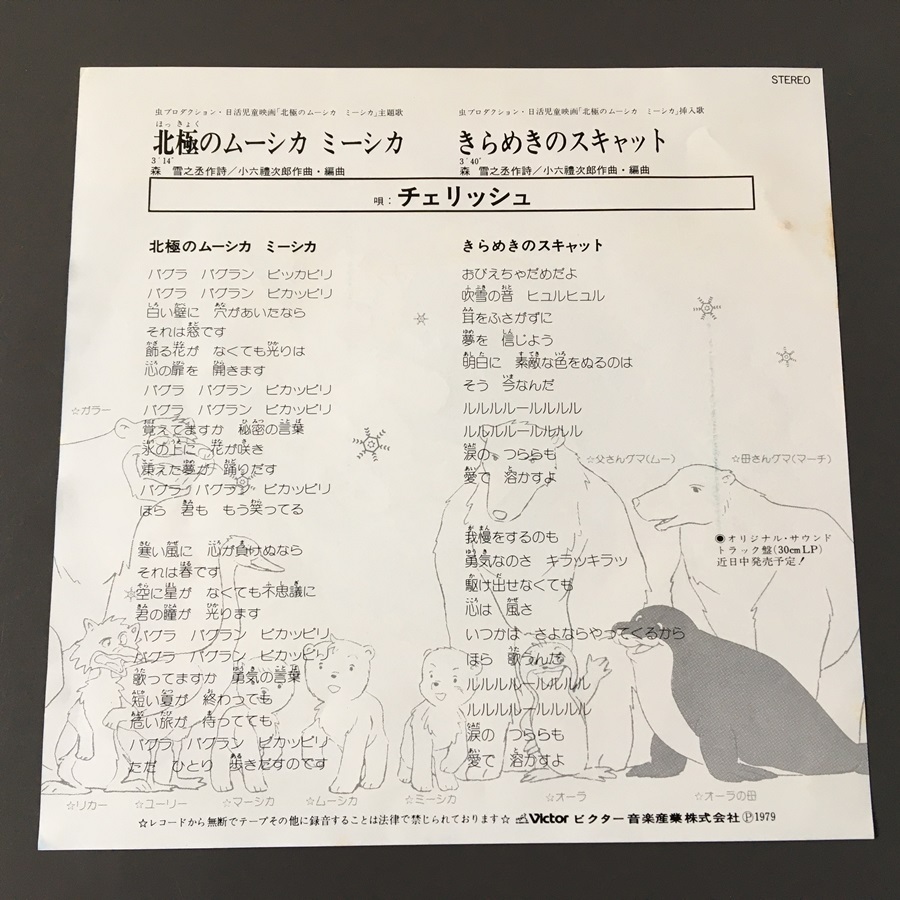 STEREO
虫プロダクション・日活児童映画「北極のムーシカ ミーシカ」主題歌
はっきょく
北極のムーシカ ミーシカ
3′14″
森 雪之丞作詩/小六禮次郎作曲・編曲
虫プロダクション・日活児童映画「北極のムーシカ ミーシカ」挿入歌
きらめきのスキャット
3′40″
森 雪之丞作詩/小六禮次郎作曲・編曲
唄:チェリッシュ
北極のムーシカ ミーシカ
バグラ バグラン ピッカピリ
バグラ バグラン ピカッピリ
白い壁に 穴があいたなら
それは窓です
飾る花が なくても光りは
心の扉を 開きます
バグラ バグラン ピカッピリ
バグラ バグラン ピカッピリ
覚えてますか 秘密の言葉
氷の上に 花が咲き
凍えた夢が 踊りだす
バグラ バグラン ピカッピリ
ほら 君も もう笑ってる
寒い風に 心が負けぬなら
それは春です
空に星が なくても不思議に
君の瞳が 光ります
バグラ バグラン ピカッピリ
バグラ バグラン ピカッピリ
歌ってますか 勇気の言葉
短い夏が 終わっても
危い旅が 待ってても
バグラ バグラン ピカッピリ
ただ ひとり 歩きだすのです
きらめきのスキャット
おびえちゃだめだよ
吹雪の音 ヒュルヒュル
耳をふさがずに
夢を 信じよう
明日に 素敵な色をぬるのは
そう 今なんだ
ルルルルールルルル
ルルルルールルルル
涙の つららも
愛で 溶かすよ
我慢をするのも
勇気なのさ キラッキラッ
駆け出せなくても
心は 風さ
いつかは さよならやってくるから
ほら 歌うんだ
ルルルルールルルル
ルルルルールルルル
涙の つららも
愛で 溶かすよ
☆ガラー
☆父さんグマ(ムー)
☆母さんグマ(マーチ)
◉オリジナル・サウンド
トラック盤(30cmLP)
近日中発売予定!
☆リカー
☆ユーリー
☆マーシカ
☆ムーシカ
☆ミーシカ
☆オーラ
☆オーラの母
☆レコードから無断でテープその他に録音することは法律で禁じられております☆ Victor ビクター音楽産業株式会社 Ⓟ1979